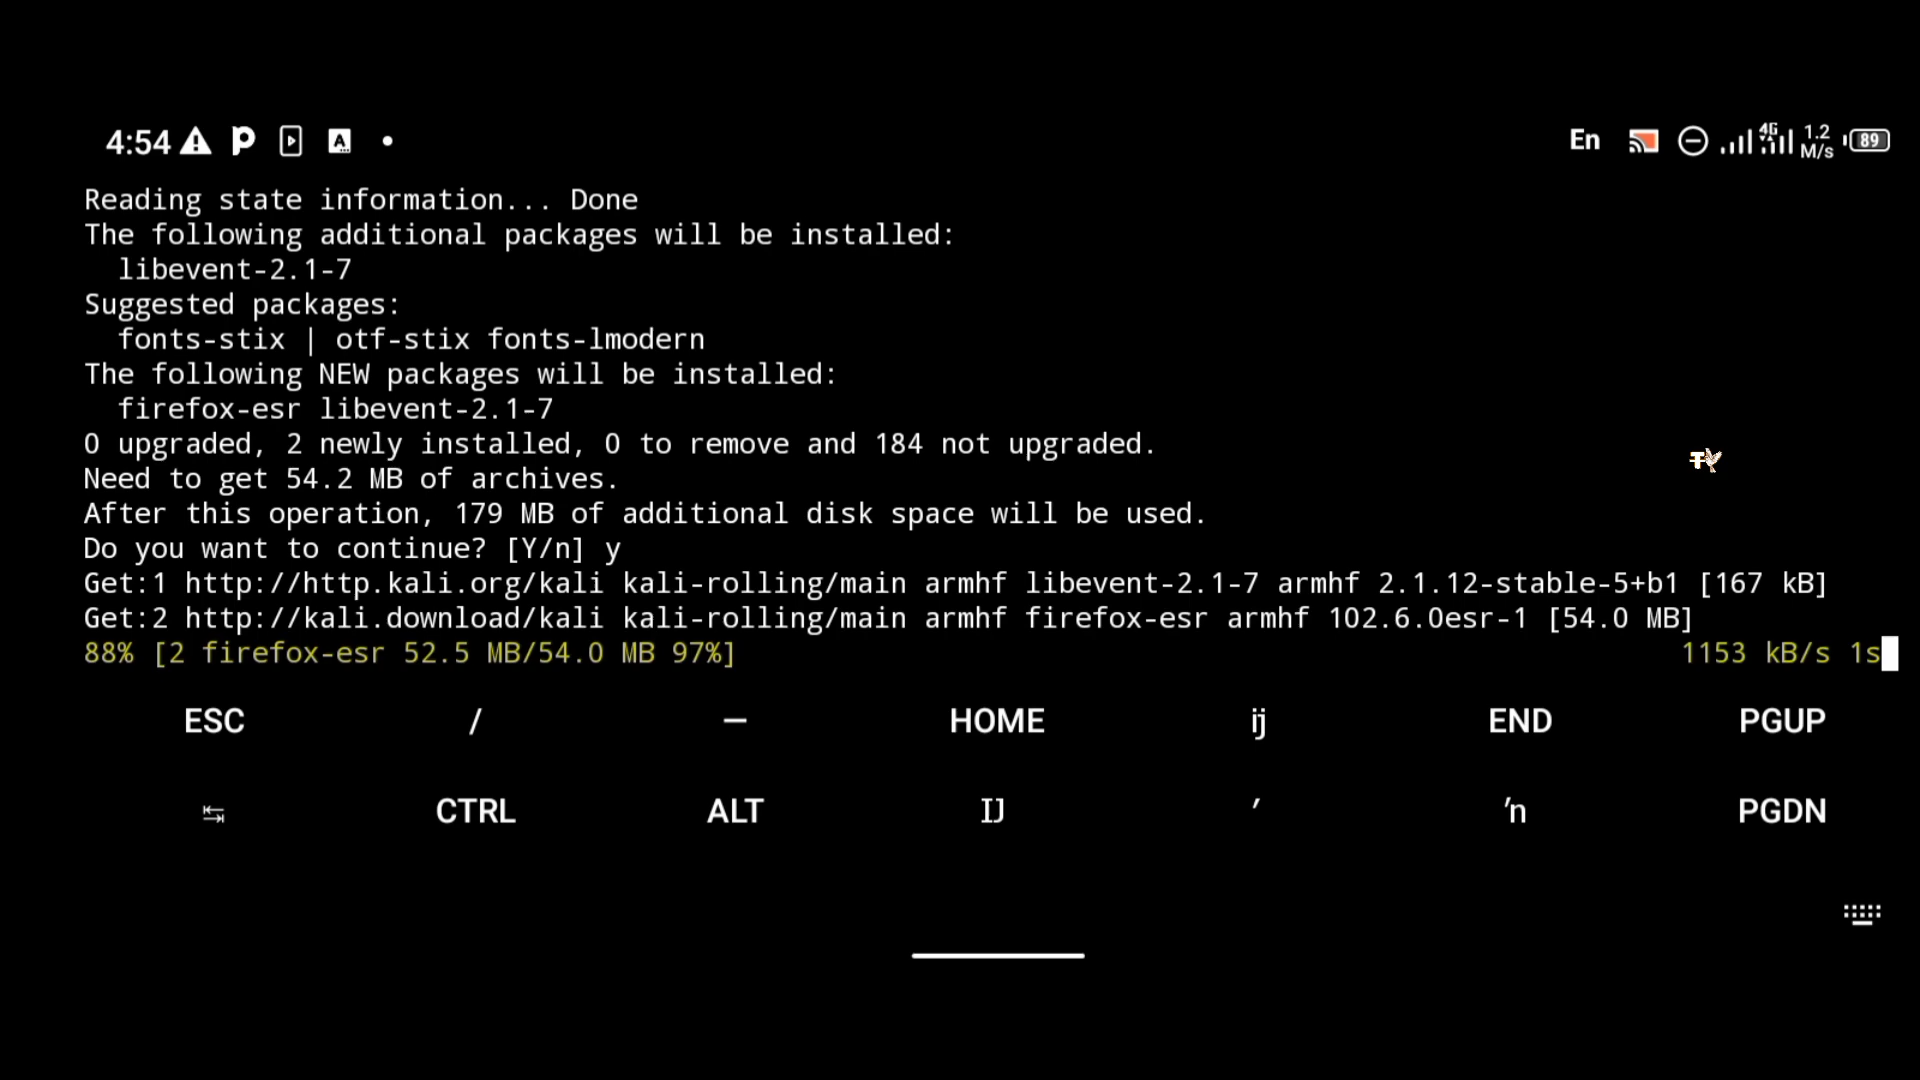 4:54
En 4G 1.2 M/s 89
Reading state information... Done
The following additional packages will be installed:
  libevent-2.1-7
Suggested packages:
  fonts-stix | otf-stix fonts-lmodern
The following NEW packages will be installed:
  firefox-esr libevent-2.1-7
0 upgraded, 2 newly installed, 0 to remove and 184 not upgraded.
Need to get 54.2 MB of archives.
After this operation, 179 MB of additional disk space will be used.
Do you want to continue? [Y/n] y
Get:1 http://http.kali.org/kali kali-rolling/main armhf libevent-2.1-7 armhf 2.1.12-stable-5+b1 [167 kB]
Get:2 http://kali.download/kali kali-rolling/main armhf firefox-esr armhf 102.6.0esr-1 [54.0 MB]
88% [2 firefox-esr 52.5 MB/54.0 MB 97%] 1153 kB/s 1s
ESC / — HOME ĳ END PGUP
↹ CTRL ALT Ĳ ′ ŉ PGDN